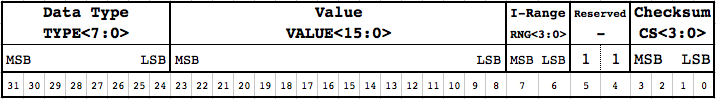 Data Type Value I-Range Reserved Checksum
TYPE<7:0> VALUE<15:0> RNG<3:0> – CS<3:0>
MSB LSB MSB LSB MSB LSB 1 1 MSB LSB
31 30 29 28 27 26 25 24 23 22 21 20 19 18 17 16 15 14 13 12 11 10 9 8 7 6 5 4 3 2 1 0